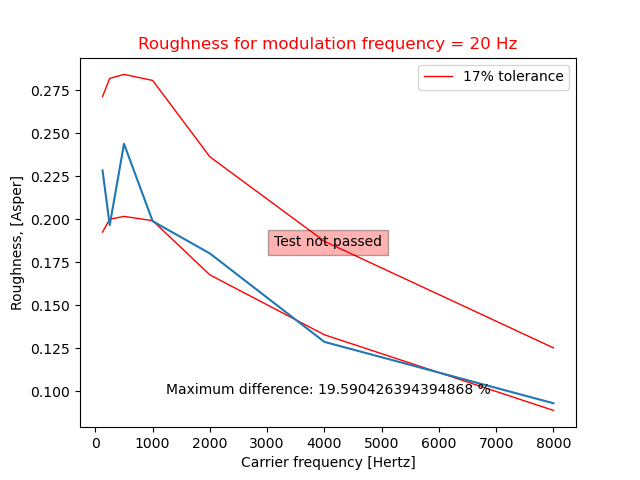 Roughness for modulation frequency = 20 Hz
17% tolerance
0.275
0.250
0.225
0.200
0.175
0.150
0.125
0.100
Roughness, [Asper]
Test not passed
Maximum difference: 19.590426394394868 %
0 1000 2000 3000 4000 5000 6000 7000 8000
Carrier frequency [Hertz]